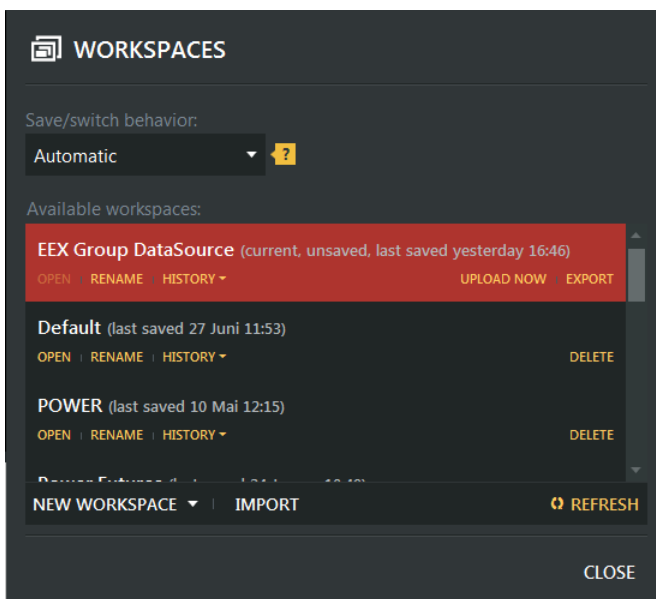 WORKSPACES
Save/switch behavior:
Automatic ?
Available workspaces:
EEX Group DataSource (current, unsaved, last saved yesterday 16:46)
OPEN RENAME HISTORY UPLOAD NOW EXPORT
Default (last saved 27 Juni 11:53)
OPEN RENAME HISTORY DELETE
POWER (last saved 10 Mai 12:15)
OPEN RENAME HISTORY DELETE
Power Futures
NEW WORKSPACE IMPORT REFRESH
CLOSE